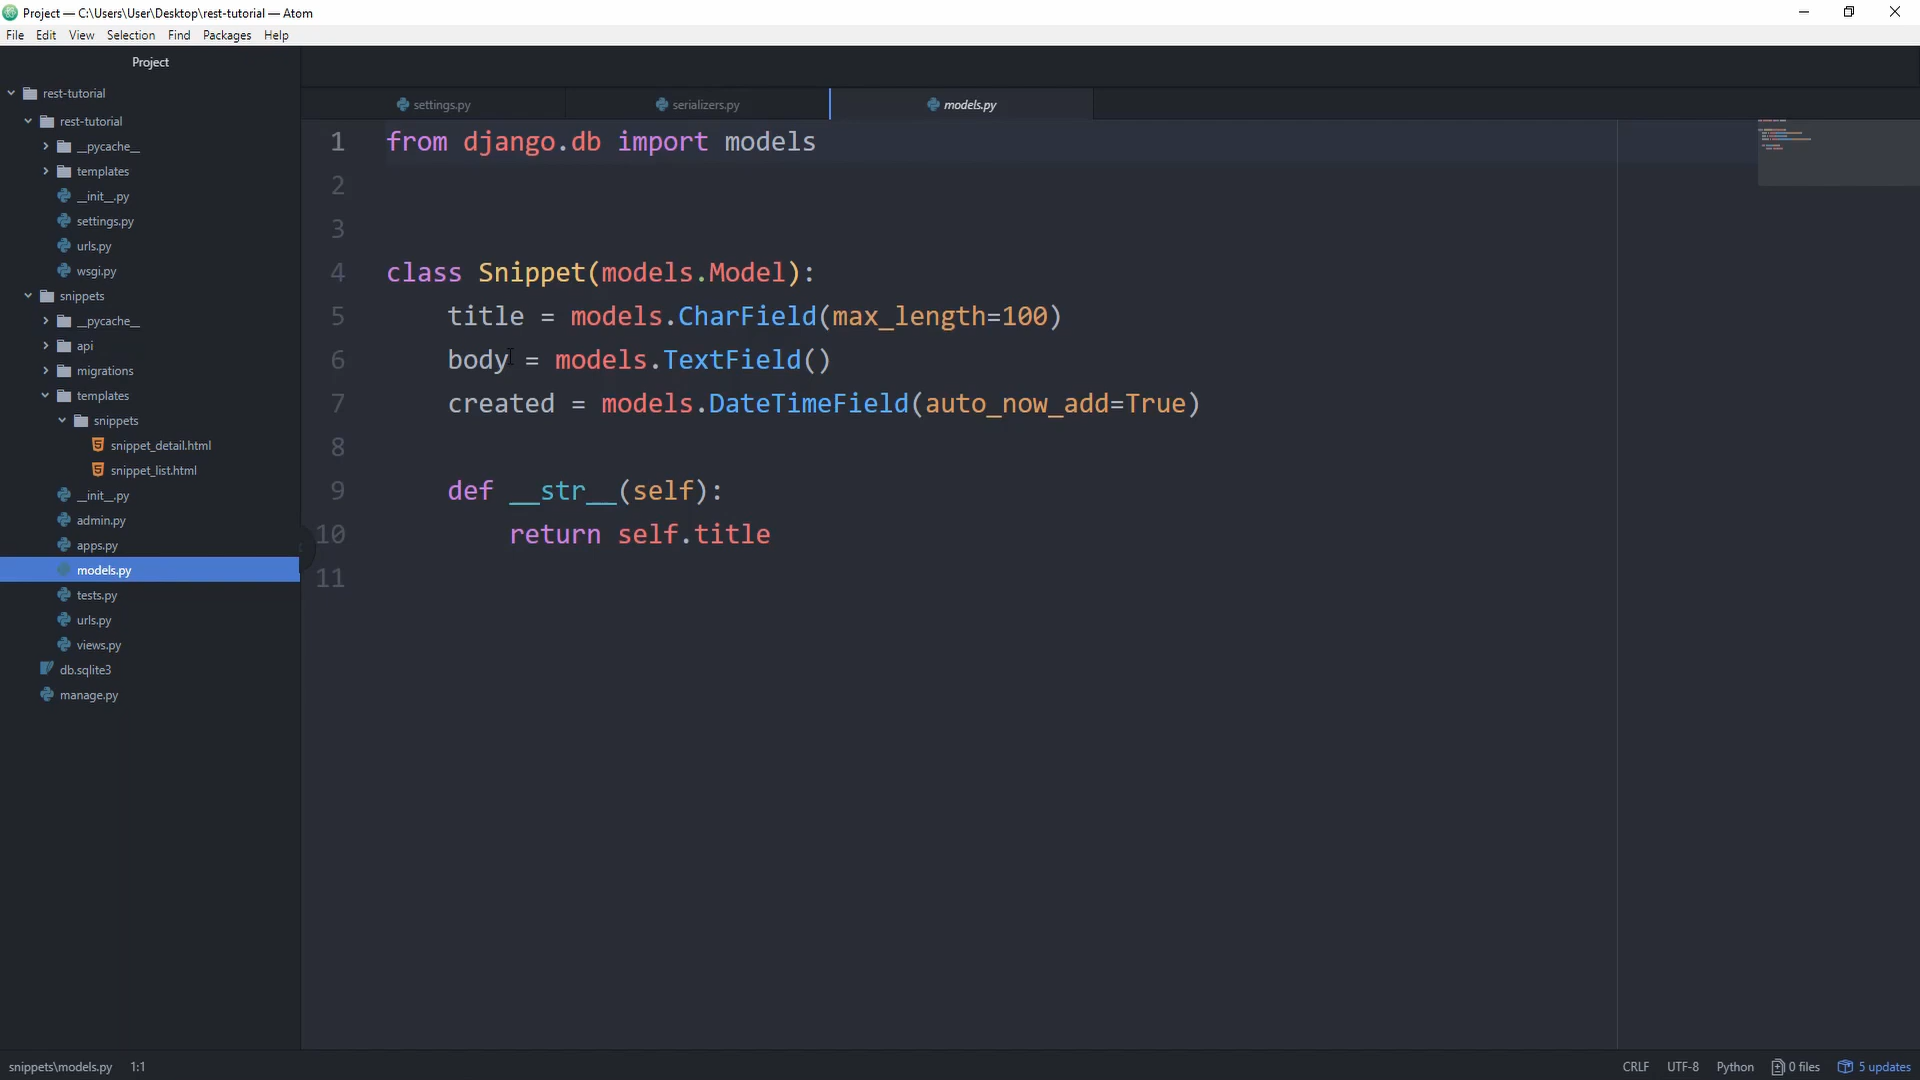 Project — C:\Users\User\Desktop\rest-tutorial — Atom
File Edit View Selection Find Packages Help
Project
rest-tutorial
rest-tutorial
__pycache__
templates
__init__.py
settings.py
urls.py
wsgi.py
snippets
__pycache__
api
migrations
templates
snippets
snippet_detail.html
snippet_list.html
__init__.py
admin.py
apps.py
models.py
tests.py
urls.py
views.py
db.sqlite3
manage.py
settings.py serializers.py models.py
1 from django.db import models
2
3
4 class Snippet(models.Model):
5 title = models.CharField(max_length=100)
6 body = models.TextField()
7 created = models.DateTimeField(auto_now_add=True)
8
9 def __str__(self):
10 return self.title
11
snippets\models.py 1:1 CRLF UTF-8 Python 0 files 5 updates